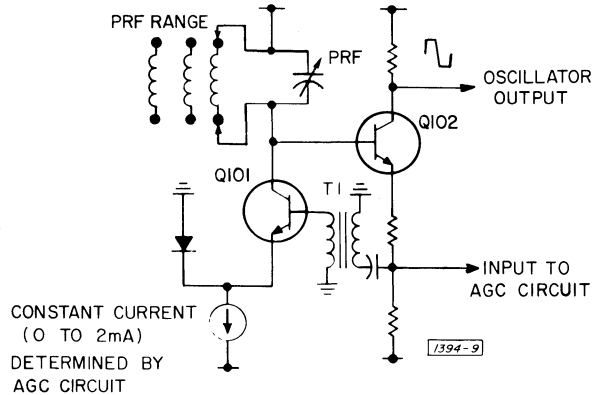 PRF RANGE
PRF
OSCILLATOR
OUTPUT
Q102
Q101
T1
INPUT TO
AGC CIRCUIT
CONSTANT CURRENT
(0 TO 2mA)
DETERMINED BY
AGC CIRCUIT
1394-9